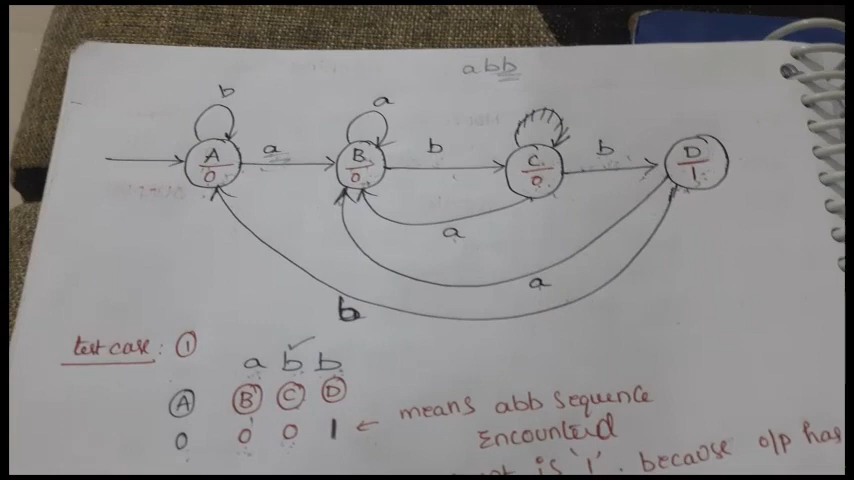 abb
b
a
A
0
a
B
0
b
C
0
b
D
1
a
a
b
test case: ①
a b b
A B C D
0 0 0 1 ← means abb sequence
Encounterd
is '1', because o/p has